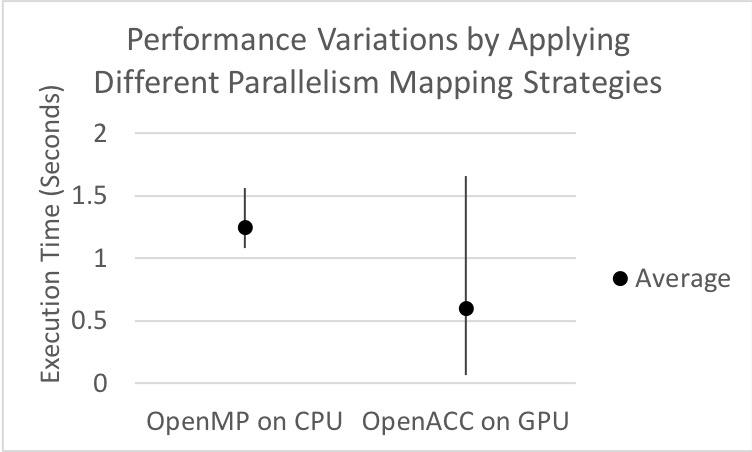 Performance Variations by Applying
Different Parallelism Mapping Strategies
Execution Time (Seconds)
2
1.5
1
0.5
0
OpenMP on CPU
OpenACC on GPU
Average